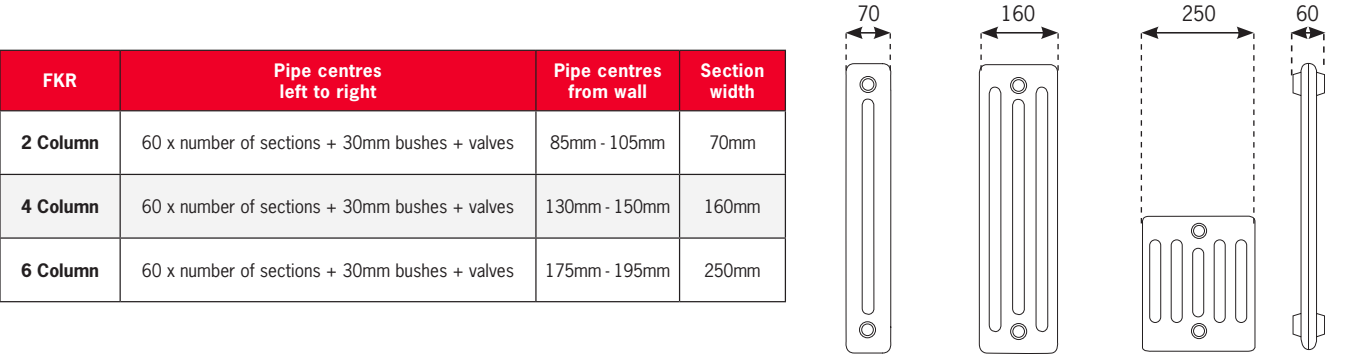 70 160 250 60
FKR Pipe centres left to right Pipe centres from wall Section width
2 Column 60 x number of sections + 30mm bushes + valves 85mm - 105mm 70mm
4 Column 60 x number of sections + 30mm bushes + valves 130mm - 150mm 160mm
6 Column 60 x number of sections + 30mm bushes + valves 175mm - 195mm 250mm